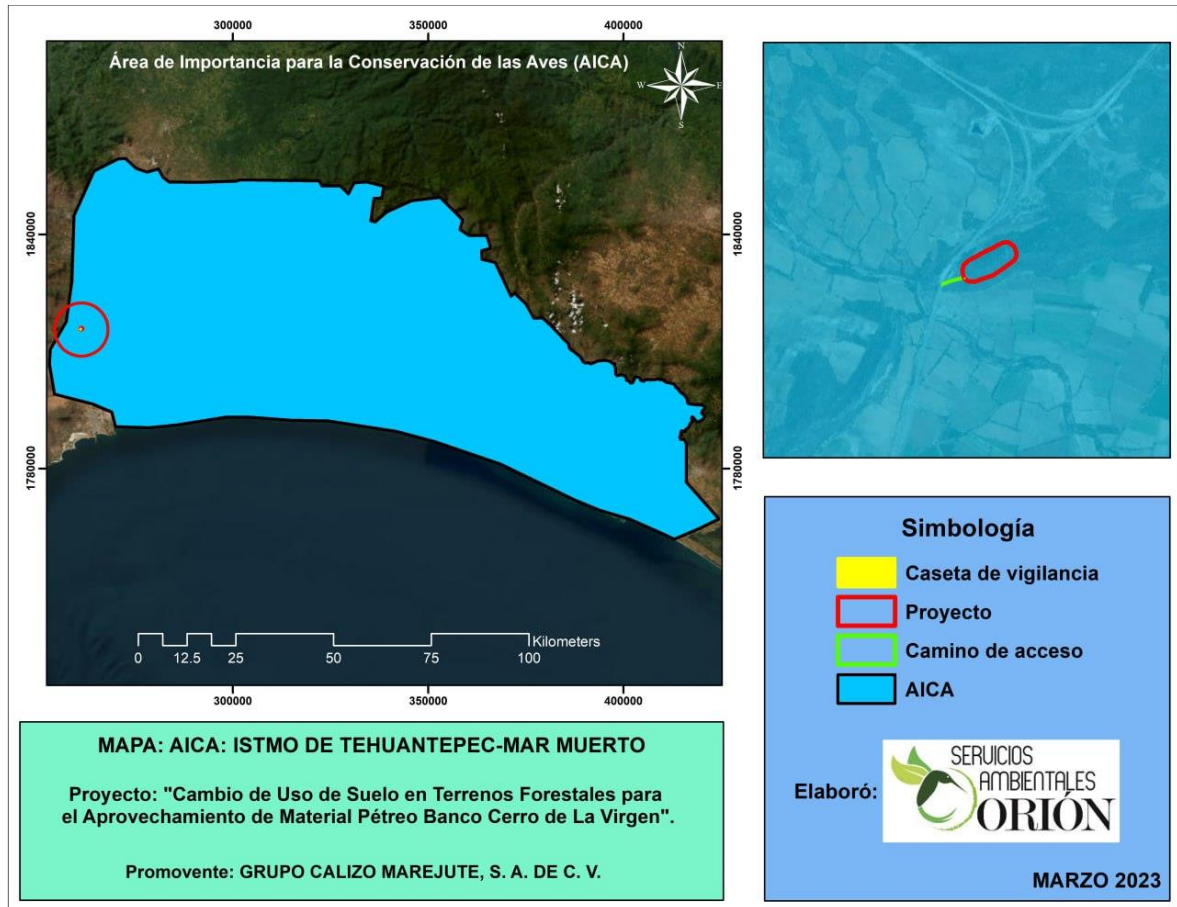 300000 350000 400000
Área de Importancia para la Conservación de las Aves (AICA)
N
W E
S
1840000 1840000
1780000 1780000
Kilometers
0 12.5 25 50 75 100
300000 350000 400000
MAPA: AICA: ISTMO DE TEHUANTEPEC-MAR MUERTO
Proyecto: "Cambio de Uso de Suelo en Terrenos Forestales para
el Aprovechamiento de Material Pétreo Banco Cerro de La Virgen".
Promovente: GRUPO CALIZO MAREJUTE, S. A. DE C. V.
Simbología
Caseta de vigilancia
Proyecto
Camino de acceso
AICA
Elaboró:
SERVICIOS
AMBIENTALES
ORIÓN
MARZO 2023